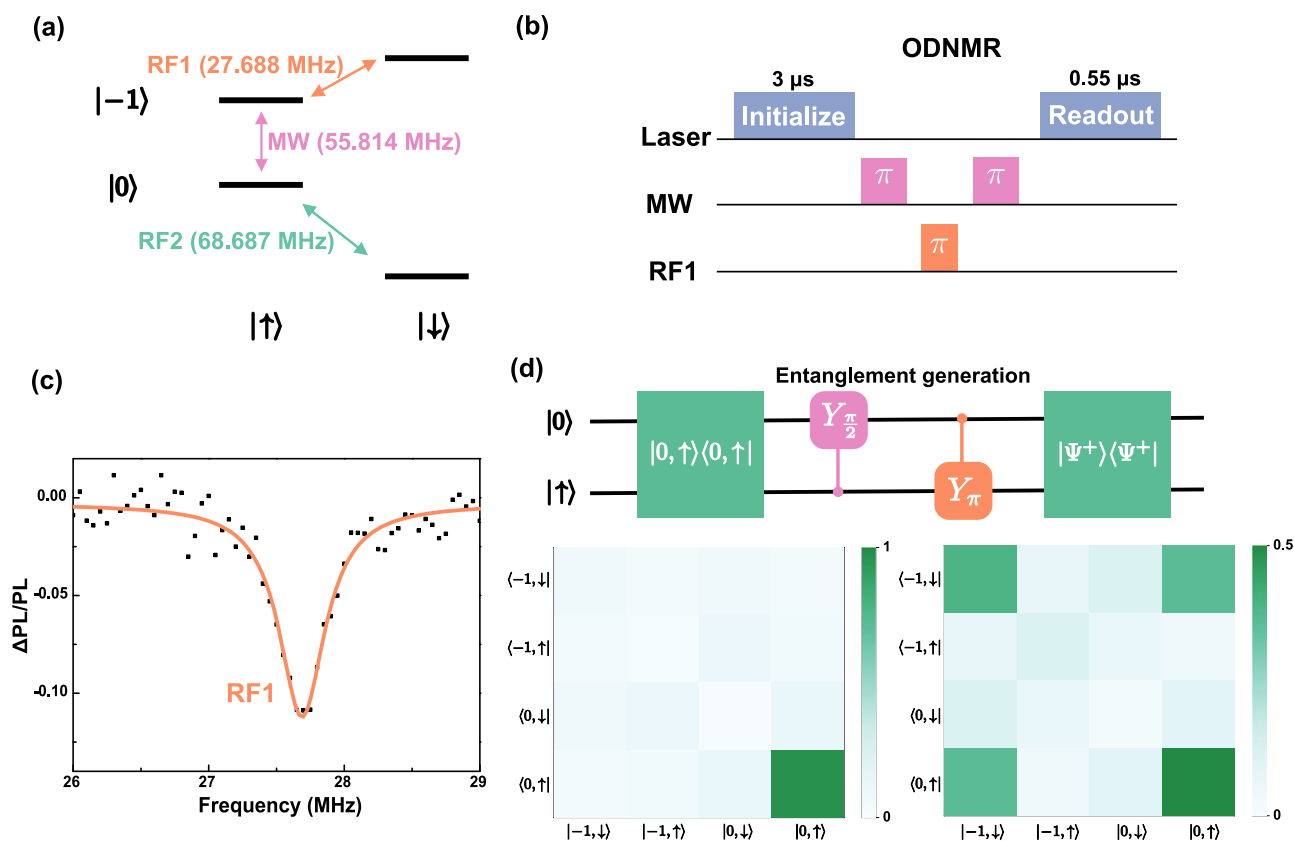 (a)
RF1 (27.688 MHz)
|−1⟩
MW (55.814 MHz)
|0⟩
RF2 (68.687 MHz)
|↑⟩ |↓⟩
(b)
ODNMR
3 μs 0.55 μs
Laser Initialize Readout
MW π π
RF1 π
(c)
0.00
-0.05
-0.10
ΔPL/PL
RF1
26 27 28 29
Frequency (MHz)
(d)
Entanglement generation
|0⟩
|↑⟩
|0,↑⟩⟨0,↑|
Yπ/2
Yπ
|Ψ+⟩⟨Ψ+|
⟨−1,↓|
⟨−1,↑|
⟨0,↓|
⟨0,↑|
|−1,↓⟩ |−1,↑⟩ |0,↓⟩ |0,↑⟩
1
0
⟨−1,↓|
⟨−1,↑|
⟨0,↓|
⟨0,↑|
|−1,↓⟩ |−1,↑⟩ |0,↓⟩ |0,↑⟩
0.5
0